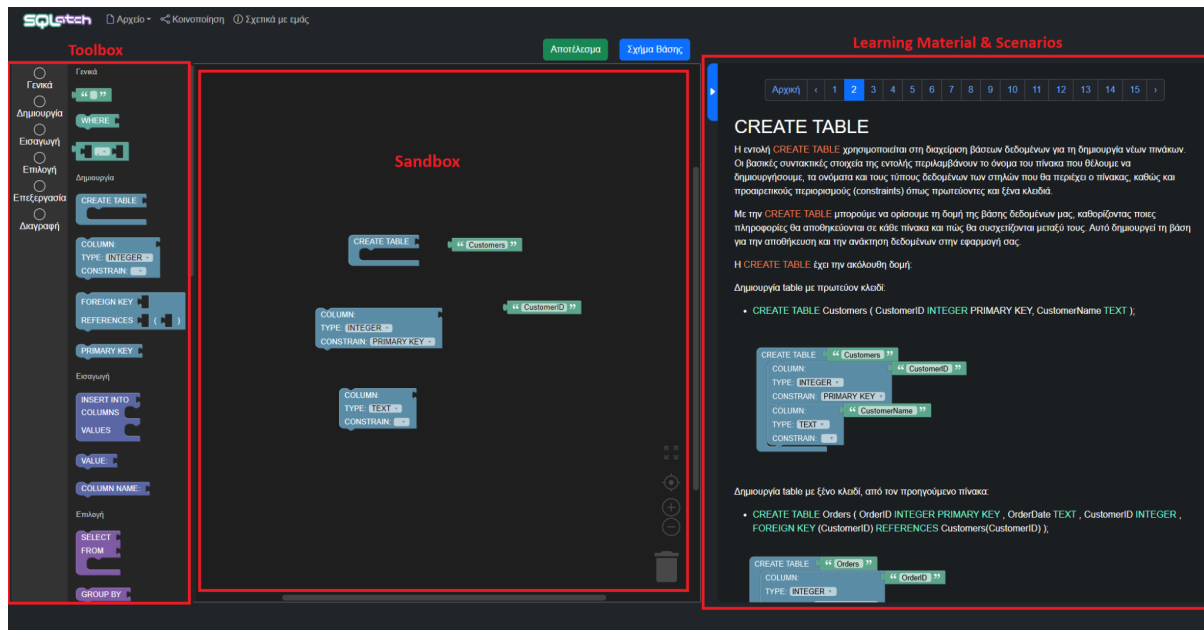 SQLatch Αρχείο Κοινοποίηση Σχετικά με εμάς
Toolbox
Αποτέλεσμα Σχήμα Βάσης
Learning Material & Scenarios
Γενικά
Δημιουργία
Εισαγωγή
Επιλογή
Επεξεργασία
Διαγραφή
Γενικά
“ ”
WHERE
.
Δημιουργία
CREATE TABLE
COLUMN:
TYPE: INTEGER
CONSTRAIN:
FOREIGN KEY
REFERENCES ( )
PRIMARY KEY
Εισαγωγή
INSERT INTO
COLUMNS
VALUES
VALUE:
COLUMN NAME:
Επιλογή
SELECT
FROM
GROUP BY
Sandbox
CREATE TABLE “ Customers ”
“ CustomerID ”
COLUMN:
TYPE: INTEGER
CONSTRAIN: PRIMARY KEY
COLUMN:
TYPE: TEXT
CONSTRAIN:
Αρχική ‹ 1 2 3 4 5 6 7 8 9 10 11 12 13 14 15 ›
CREATE TABLE
Η εντολή CREATE TABLE χρησιμοποιείται στη διαχείριση βάσεων δεδομένων για τη δημιουργία νέων πινάκων.
Οι βασικές συντακτικές στοιχεία της εντολής περιλαμβάνουν το όνομα του πίνακα που θέλουμε να
δημιουργήσουμε, τα ονόματα και τους τύπους δεδομένων των στηλών που θα περιέχει ο πίνακας, καθώς και
προαιρετικούς περιορισμούς (constraints) όπως πρωτεύοντες και ξένα κλειδιά.
Με την CREATE TABLE μπορούμε να ορίσουμε τη δομή της βάσης δεδομένων μας, καθορίζοντας ποιες
πληροφορίες θα αποθηκεύονται σε κάθε πίνακα και πώς θα συσχετίζονται μεταξύ τους. Αυτό δημιουργεί τη βάση
για την αποθήκευση και την ανάκτηση δεδομένων στην εφαρμογή σας.
Η CREATE TABLE έχει την ακόλουθη δομή:
Δημιουργία table με πρωτεύον κλειδί:
• CREATE TABLE Customers ( CustomerID INTEGER PRIMARY KEY, CustomerName TEXT );
CREATE TABLE “ Customers ”
COLUMN: “ CustomerID ”
TYPE: INTEGER
CONSTRAIN: PRIMARY KEY
COLUMN: “ CustomerName ”
TYPE: TEXT
CONSTRAIN:
Δημιουργία table με ξένο κλειδί, από τον προηγούμενο πίνακα:
• CREATE TABLE Orders ( OrderID INTEGER PRIMARY KEY , OrderDate TEXT , CustomerID INTEGER ,
FOREIGN KEY (CustomerID) REFERENCES Customers(CustomerID) );
CREATE TABLE “ Orders ”
COLUMN: “ OrderID ”
TYPE: INTEGER